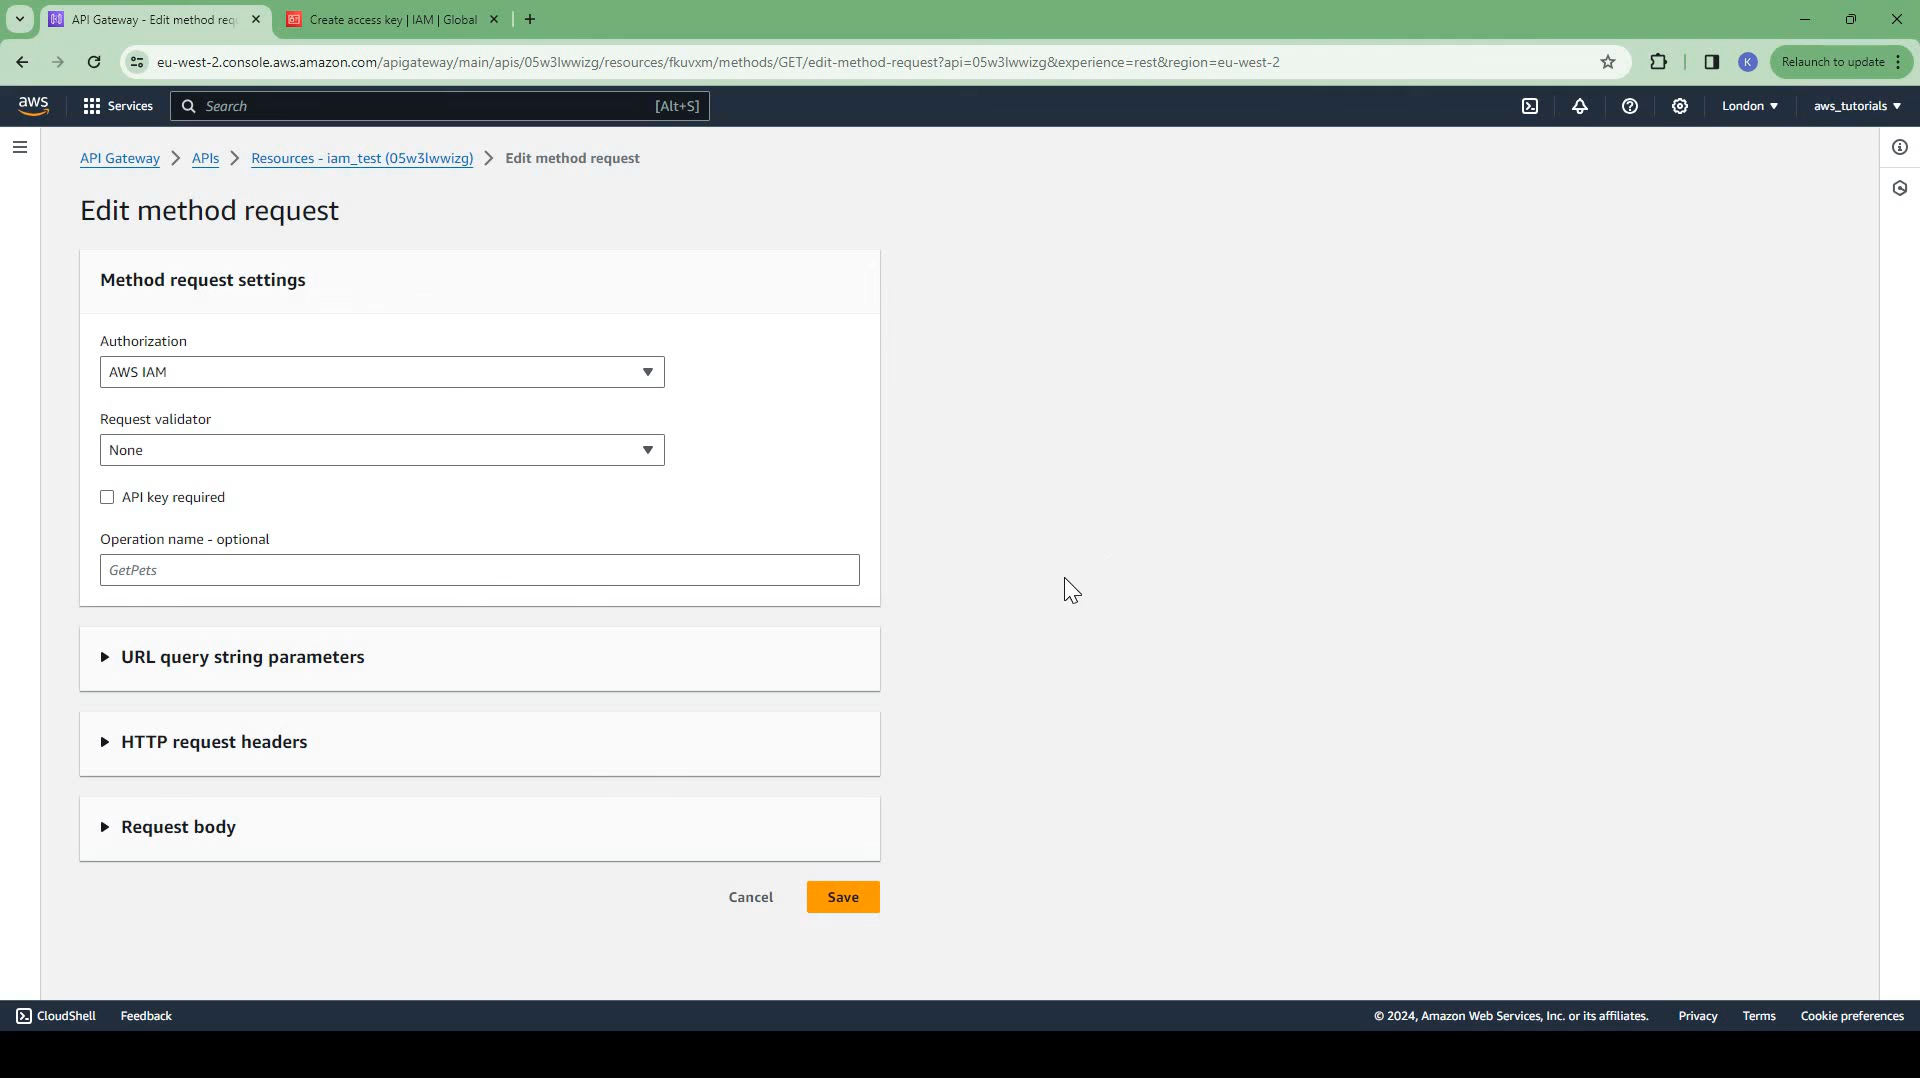 API Gateway - Edit method requ
Create access key | IAM | Global
eu-west-2.console.aws.amazon.com/apigateway/main/apis/05w3lwwizg/resources/fkuvxm/methods/GET/edit-method-request?api=05w3lwwizg&experience=rest&region=eu-west-2
K
Relaunch to update
aws
Services
Search
[Alt+S]
London
aws_tutorials
API Gateway
APIs
Resources - iam_test (05w3lwwizg)
Edit method request
Edit method request
Method request settings
Authorization
AWS IAM
Request validator
None
API key required
Operation name - optional
GetPets
URL query string parameters
HTTP request headers
Request body
Cancel
Save
CloudShell
Feedback
© 2024, Amazon Web Services, Inc. or its affiliates.
Privacy
Terms
Cookie preferences